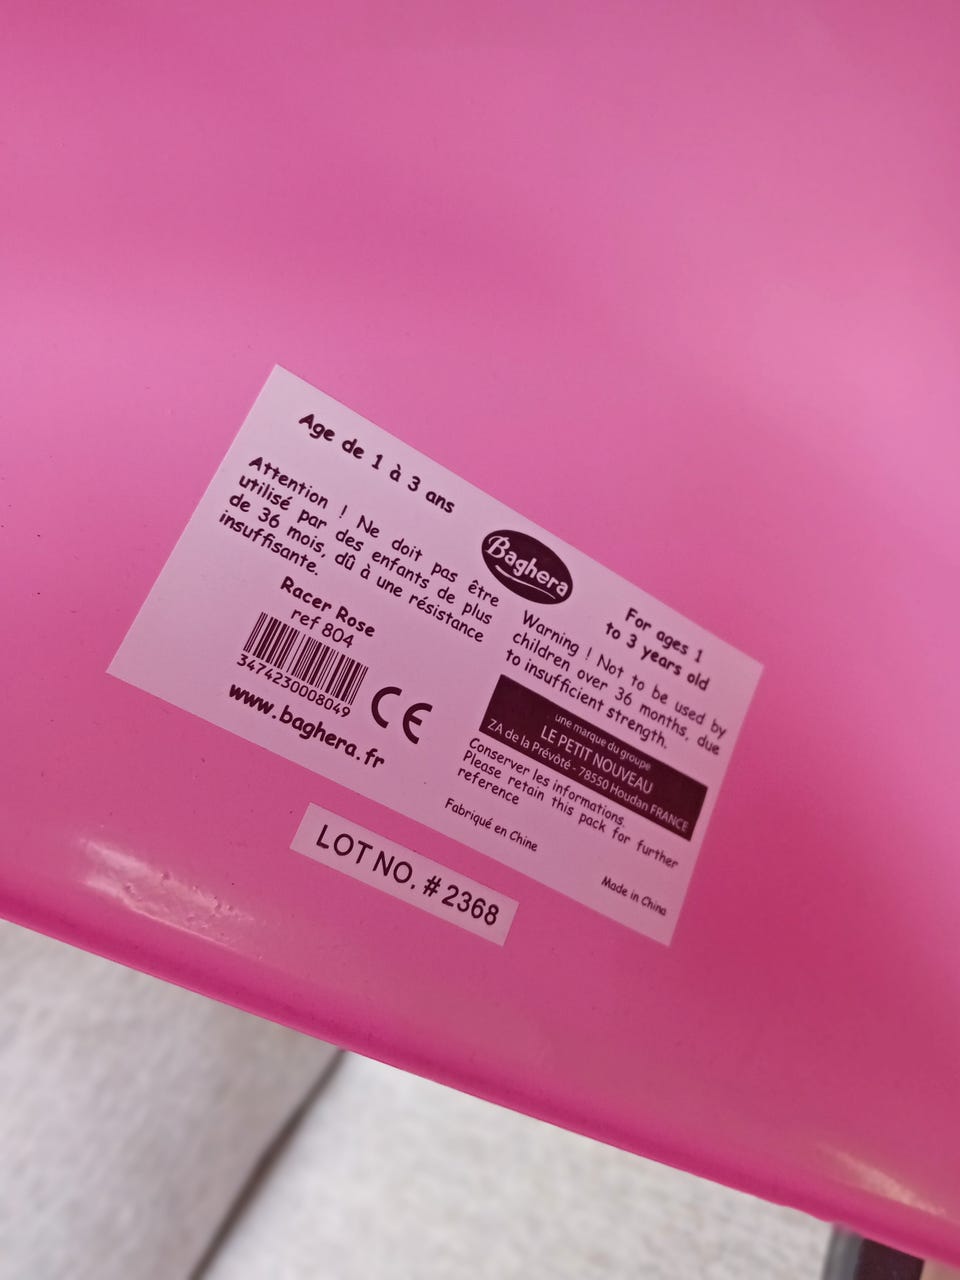 Age de 1 à 3 ans
Attention ! Ne doit pas être
utilisé par des enfants de plus
de 36 mois, dû à une résistance
insuffisante.
Racer Rose
ref 804
3474230008049
CE
www.baghera.fr
Baghera
For ages 1
to 3 years old
Warning ! Not to be used by
children over 36 months, due
to insufficient strength.
une marque du groupe
LE PETIT NOUVEAU
ZA de la Prévôté - 78550 Houdan FRANCE
Conserver les informations.
Please retain this pack for further
reference
Fabriqué en Chine
Made in China
LOT NO. # 2368